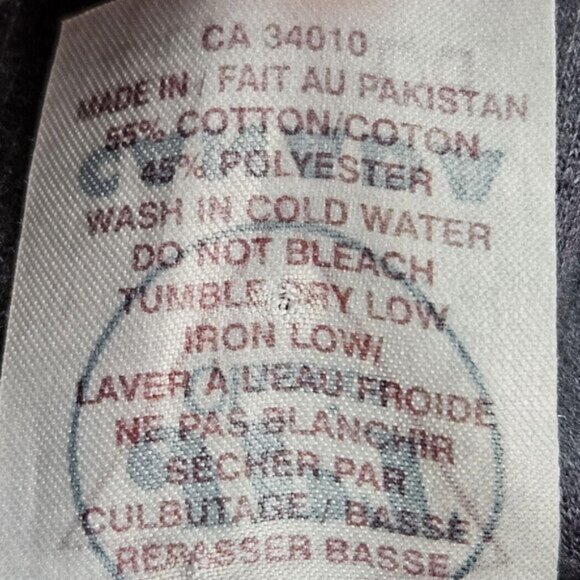 CA 34010
MADE IN / FAIT AU PAKISTAN
55% COTTON/COTON
45% POLYESTER
WASH IN COLD WATER
DO NOT BLEACH
TUMBLE DRY LOW
IRON LOW/
LAVER À L'EAU FROIDE
NE PAS BLANCHIR
SÉCHER PAR
CULBUTAGE / BASSE
REPASSER BASSE